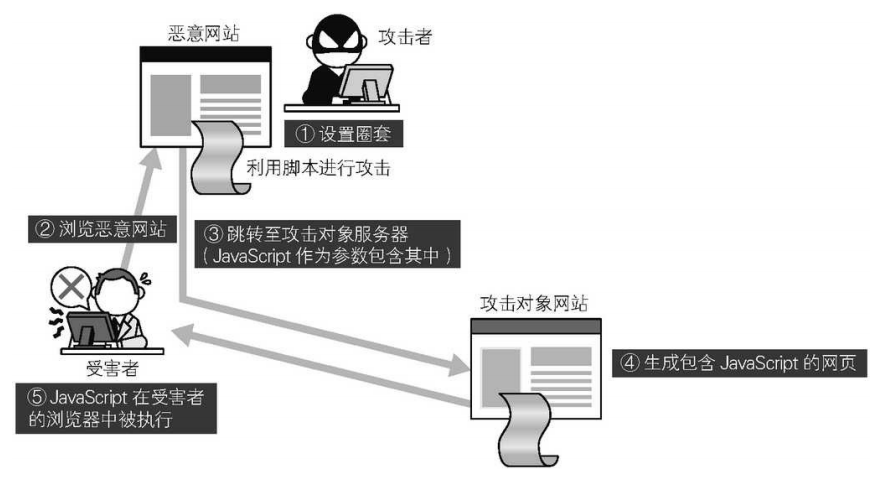 恶意网站
攻击者
① 设置圈套
利用脚本进行攻击
② 浏览恶意网站
③ 跳转至攻击对象服务器
( JavaScript 作为参数包含其中 )
攻击对象网站
④ 生成包含 JavaScript 的网页
受害者
⑤ JavaScript 在受害者
的浏览器中被执行